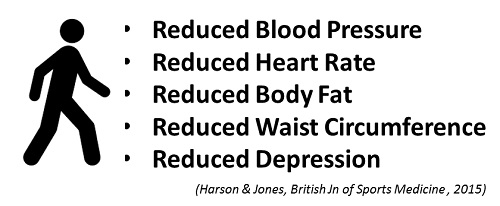 • Reduced Blood Pressure
• Reduced Heart Rate
• Reduced Body Fat
• Reduced Waist Circumference
• Reduced Depression
(Harson & Jones, British Jn of Sports Medicine , 2015)